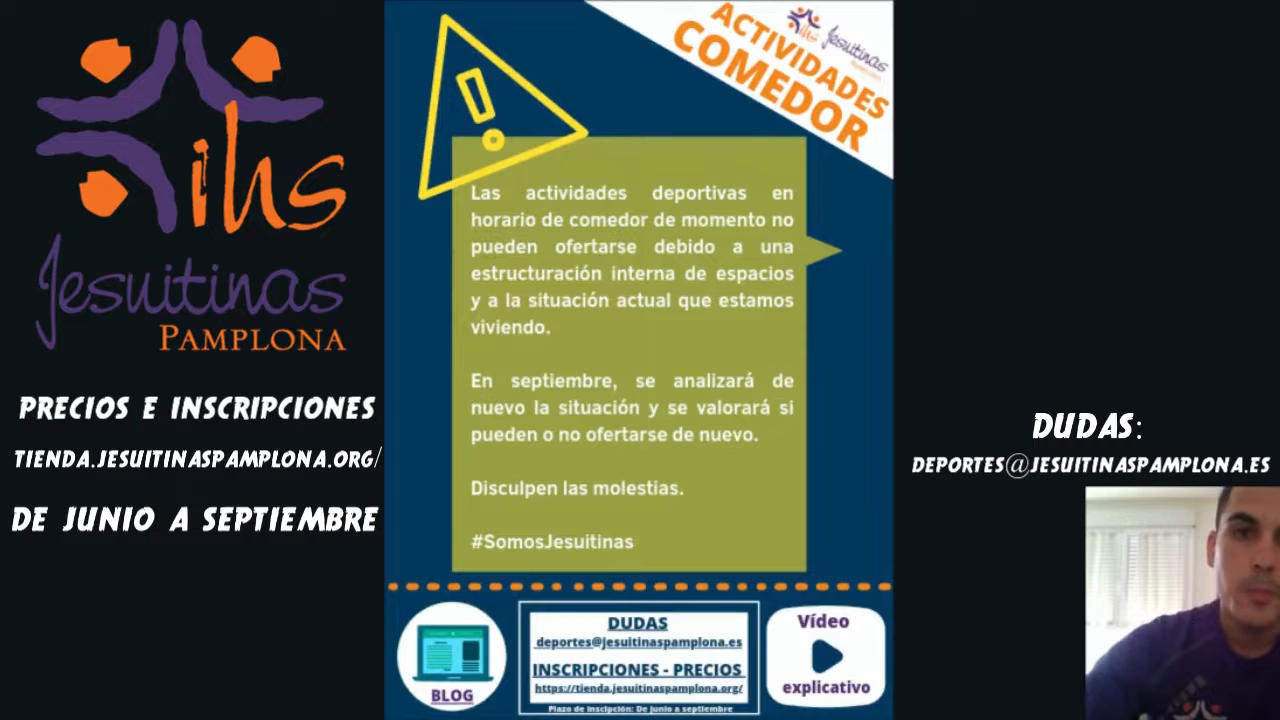 ihs
Jesuitinas
PAMPLONA
PRECIOS E INSCRIPCIONES
TIENDA.JESUITINASPAMPLONA.ORG/
DE JUNIO A SEPTIEMBRE
ACTIVIDADES
COMEDOR
ihs Jesuitinas
Las actividades deportivas en
horario de comedor de momento no
pueden ofertarse debido a una
estructuración interna de espacios
y a la situación actual que estamos
viviendo.
En septiembre, se analizará de
nuevo la situación y se valorará si
pueden o no ofertarse de nuevo.
Disculpen las molestias.
#SomosJesuitinas
BLOG
DUDAS
deportes@jesuitinaspamplona.es
INSCRIPCIONES - PRECIOS
https://tienda.jesuitinaspamplona.org/
Plazo de inscipción: De junio a septiembre
Vídeo
explicativo
DUDAS:
DEPORTES@JESUITINASPAMPLONA.ES